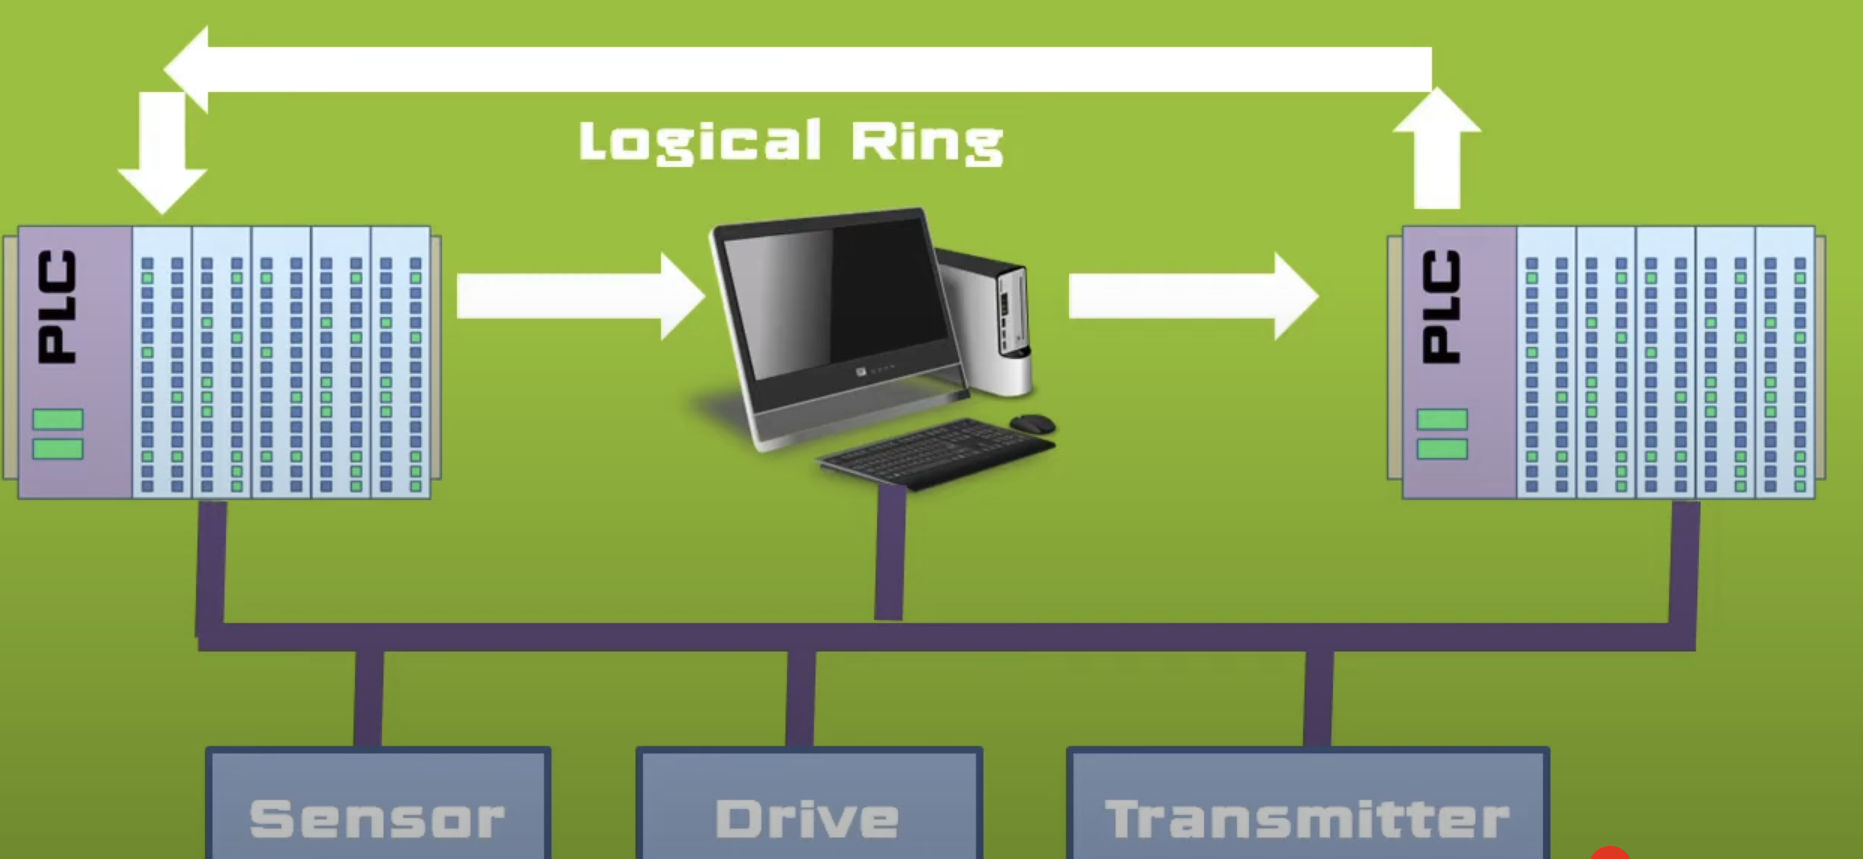 Logical Ring
PLC
PLC
Sensor
Drive
Transmitter